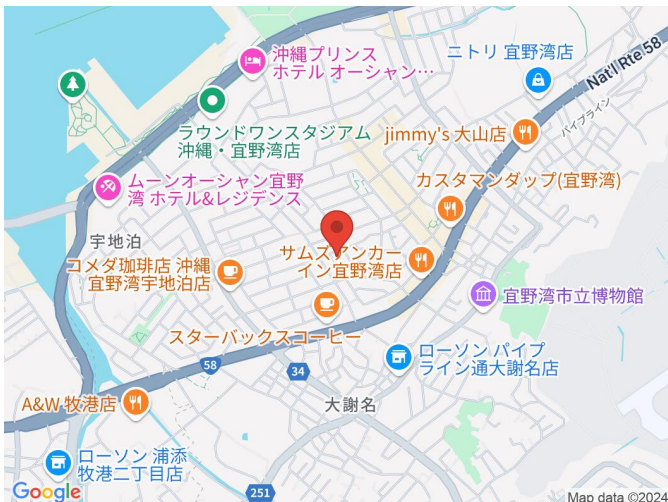 沖縄プリンス
ホテル オーシャン…
ニトリ 宜野湾店
Nat'l Rte 58
パイプライン
ラウンドワンスタジアム
沖縄・宜野湾店
jimmy's 大山店
ムーンオーシャン宜野
湾 ホテル&レジデンス
カスタマンダップ(宜野湾)
宇地泊
コメダ珈琲店 沖縄
宜野湾宇地泊店
サムズアンカー
イン宜野湾店
宜野湾市立博物館
スターバックスコーヒー
58
34
ローソン パイプ
ライン通大謝名店
A&W 牧港店
大謝名
ローソン 浦添
牧港二丁目店
251
Google
Map data ©2024